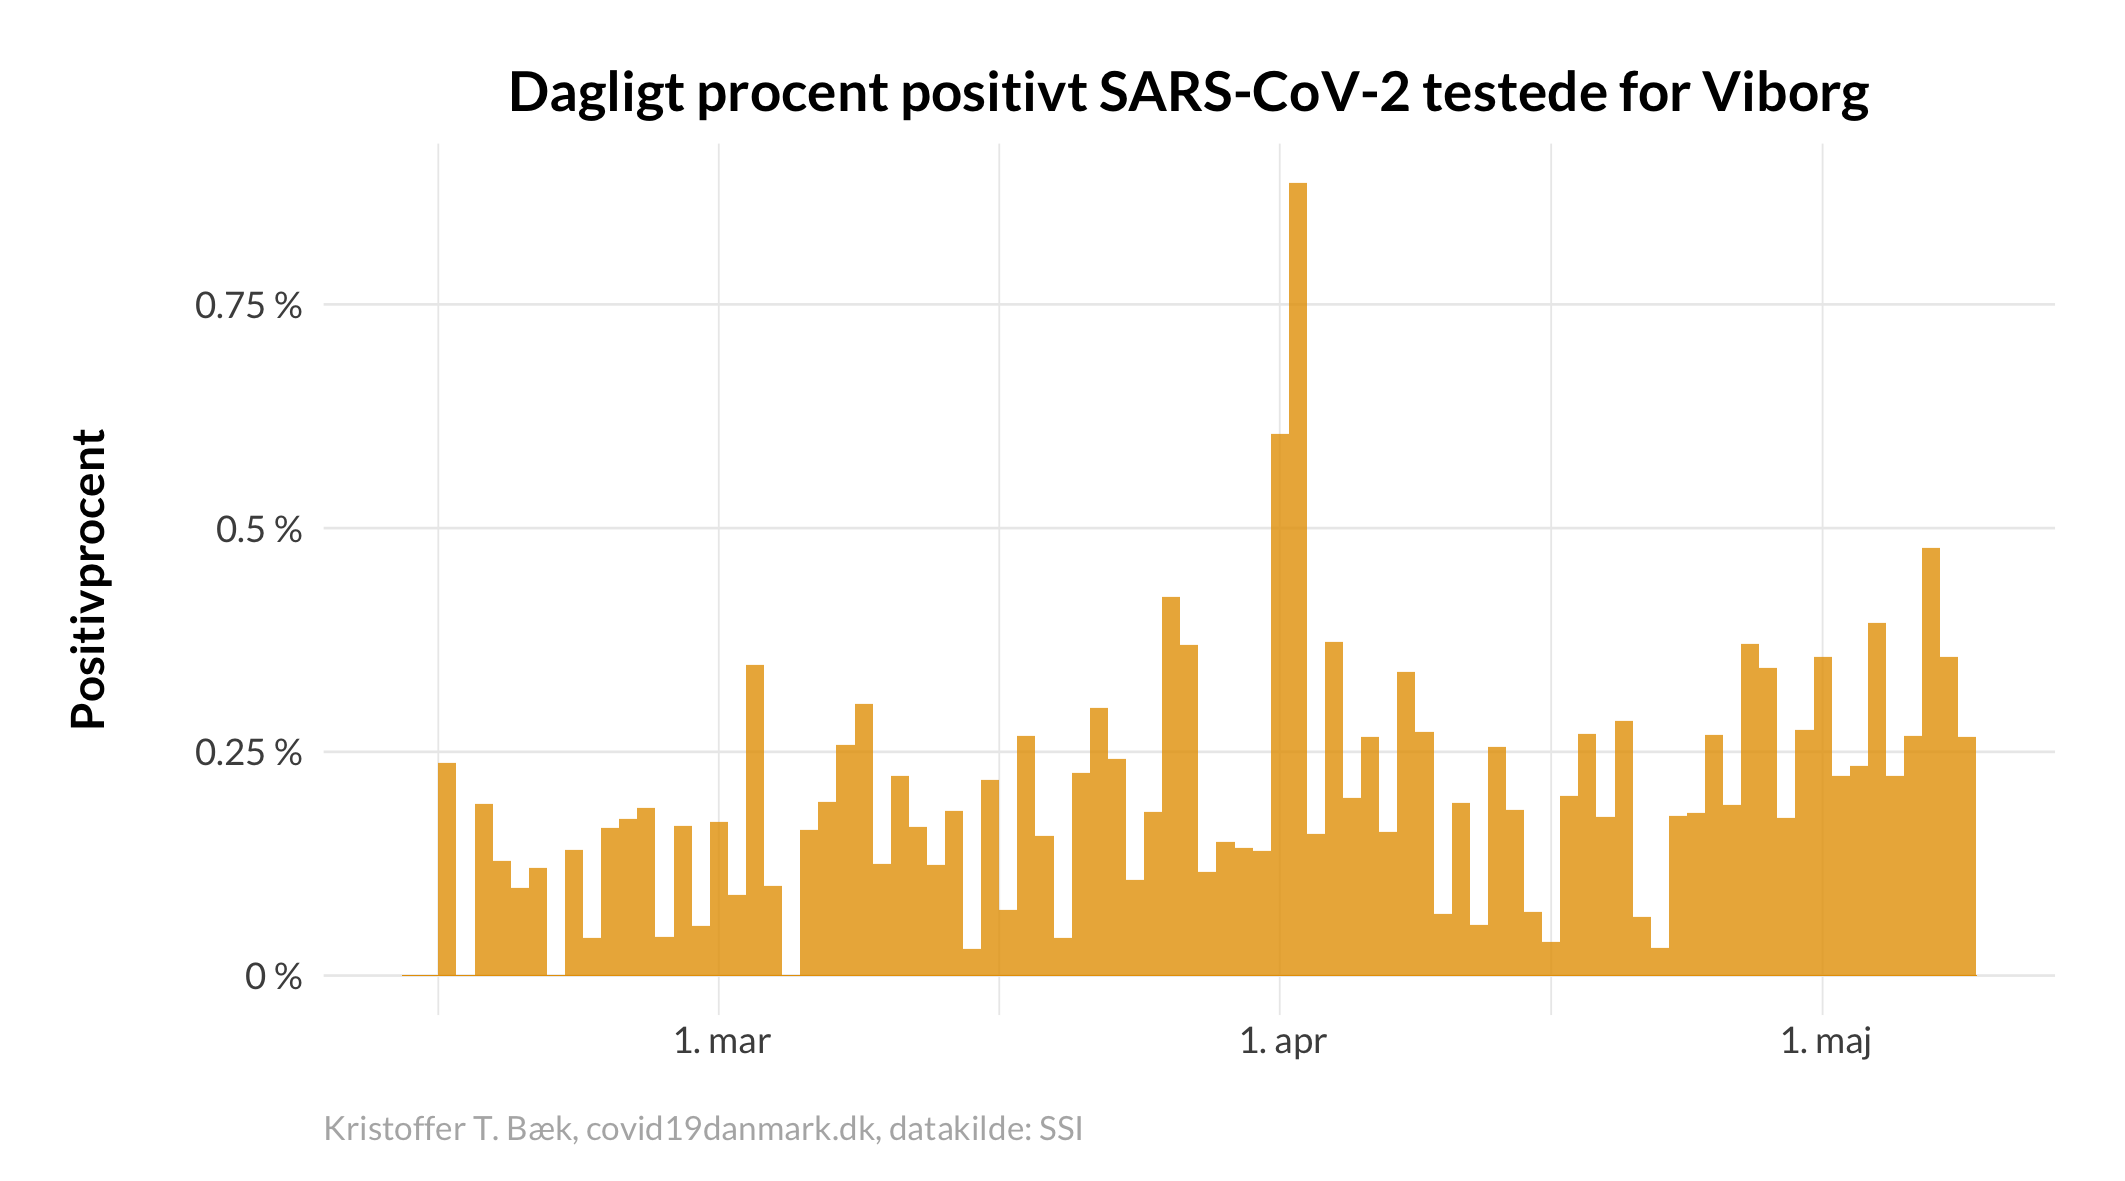 Dagligt procent positivt SARS-CoV-2 testede for Viborg
Positivprocent
0.75 %
0.5 %
0.25 %
0 %
1. mar
1. apr
1. maj
Kristoffer T. Bæk, covid19danmark.dk, datakilde: SSI